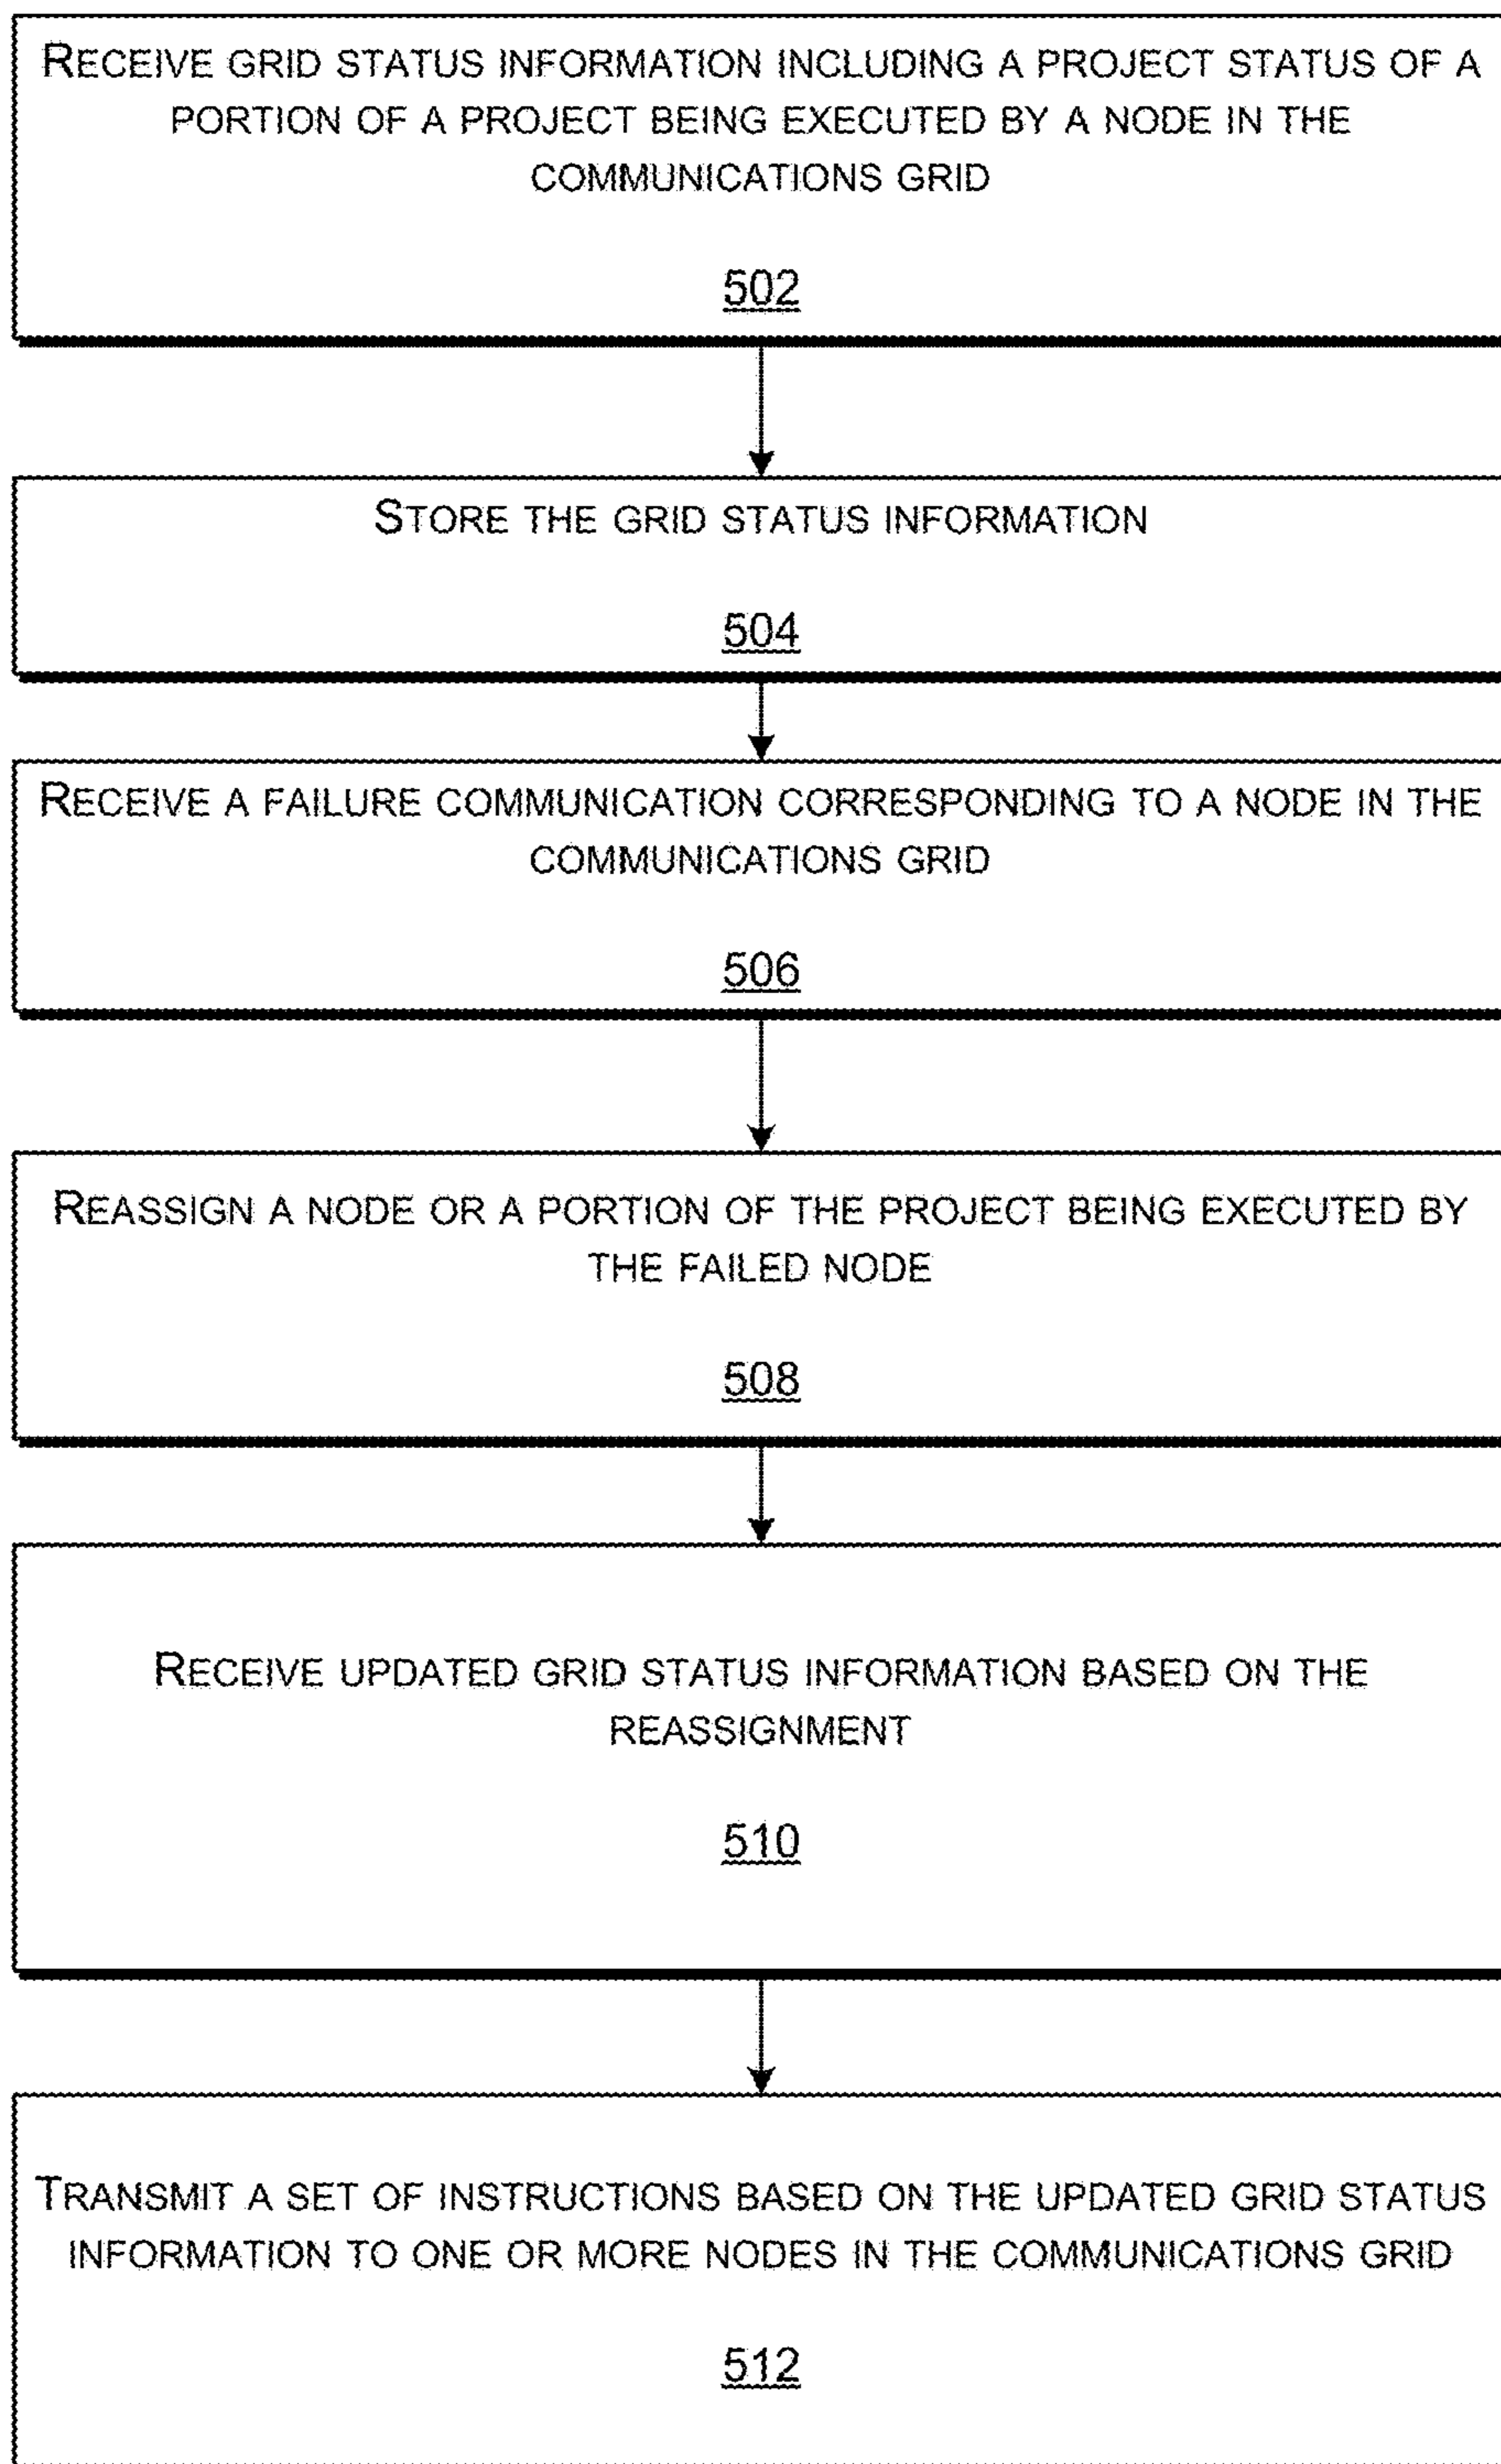 RECEIVE GRID STATUS INFORMATION INCLUDING A PROJECT STATUS OF A
PORTION OF A PROJECT BEING EXECUTED BY A NODE IN THE
COMMUNICATIONS GRID
502
STORE THE GRID STATUS INFORMATION
504
RECEIVE A FAILURE COMMUNICATION CORRESPONDING TO A NODE IN THE
COMMUNICATIONS GRID
506
REASSIGN A NODE OR A PORTION OF THE PROJECT BEING EXECUTED BY
THE FAILED NODE
508
RECEIVE UPDATED GRID STATUS INFORMATION BASED ON THE
REASSIGNMENT
510
TRANSMIT A SET OF INSTRUCTIONS BASED ON THE UPDATED GRID STATUS
INFORMATION TO ONE OR MORE NODES IN THE COMMUNICATIONS GRID
512